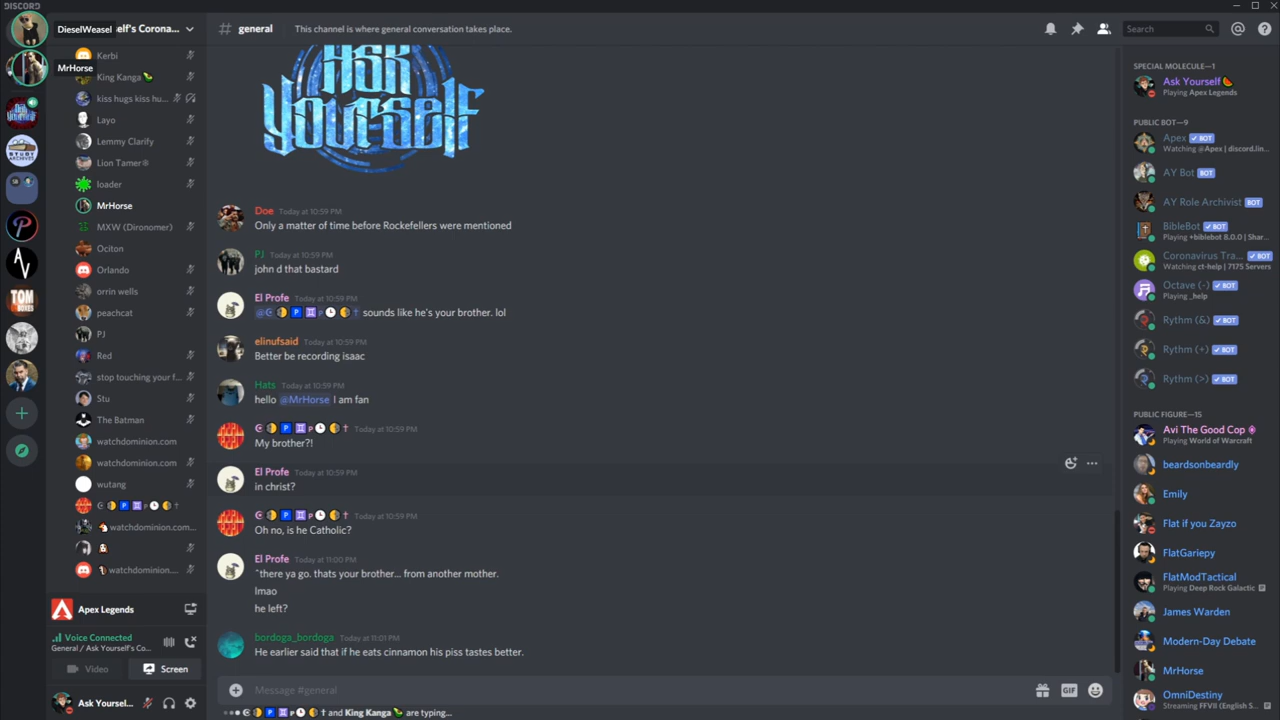 DISCORD
DieselWeasel
elf's Corona...
general
This channel is where general conversation takes place.
Search
MrHorse
Kerbi
King Kanga
kiss hugs kiss hu...
Layo
Lemmy Clarify
Lion Tamer®
loader
MrHorse
MXW (Dironomer)
Ociton
Orlando
orrin wells
peachcat
PJ
Red
stop touching your f...
Stu
The Batman
watchdominion.com
watchdominion.com
wutang
watchdominion.com...
watchdominion....
Apex Legends
Voice Connected
General / Ask Yourself's Co...
Video
Screen
Ask Yoursel...
STUDY
ARCHIVES
TOM
BOXES
ASK
YOURSELF
Doe Today at 10:59 PM
Only a matter of time before Rockefellers were mentioned
PJ Today at 10:59 PM
john d that bastard
El Profe Today at 10:59 PM
@☪ 🌗 🅿 ♊ ᴘ 🕒 🌗 † sounds like he's your brother. lol
elinufsaid Today at 10:59 PM
Better be recording isaac
Hats Today at 10:59 PM
hello @MrHorse I am fan
Today at 10:59 PM
My brother?!
El Profe Today at 10:59 PM
in christ?
Today at 10:59 PM
Oh no, is he Catholic?
El Profe Today at 11:00 PM
"there ya go. thats your brother... from another mother.
lmao
he left?
bordoga_bordoga Today at 11:01 PM
He earlier said that if he eats cinnamon his piss tastes better.
Message #general
GIF
and King Kanga are typing...
SPECIAL MOLECULE—1
Ask Yourself
Playing Apex Legends
PUBLIC BOT—9
Apex BOT
Watching @Apex | discord.lin...
AY Bot BOT
AY Role Archivist BOT
BibleBot BOT
Playing +biblebot 8.0.0 | Shar...
Coronavirus Tra... BOT
Watching ct-help | 7175 Servers
Octave (-) BOT
Playing _help
Rythm (&) BOT
Rythm (+) BOT
Rythm (>) BOT
PUBLIC FIGURE—15
Avi The Good Cop
Playing World of Warcraft
beardsonbeardly
Emily
Flat if you Zayzo
FlatGariepy
FlatModTactical
Playing Deep Rock Galactic
James Warden
Modern-Day Debate
MrHorse
OmniDestiny
Streaming FFVII (English S...